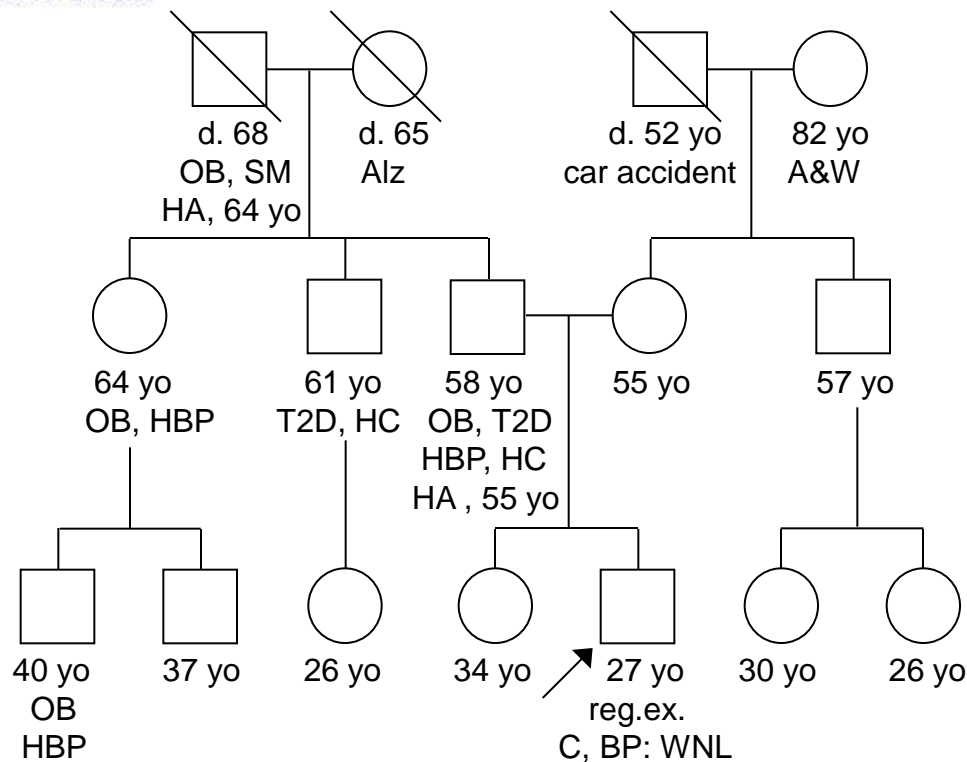 d. 68
OB, SM
HA, 64 yo
d. 65
Alz
d. 52 yo
car accident
82 yo
A&W
64 yo
OB, HBP
61 yo
T2D, HC
58 yo
OB, T2D
HBP, HC
HA , 55 yo
55 yo
57 yo
40 yo
OB
HBP
37 yo
26 yo
34 yo
27 yo
reg.ex.
C, BP: WNL
30 yo
26 yo